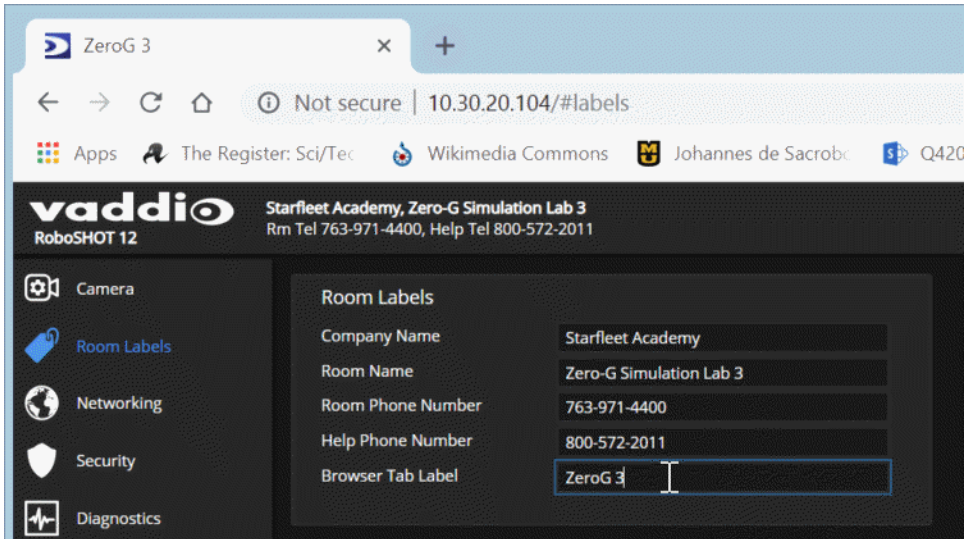 ZeroG 3
Not secure | 10.30.20.104/#labels
Apps The Register: Sci/Tec Wikimedia Commons Johannes de Sacrobo Q420
vaddio
RoboSHOT 12
Starfleet Academy, Zero-G Simulation Lab 3
Rm Tel 763-971-4400, Help Tel 800-572-2011
Camera
Room Labels
Networking
Security
Diagnostics
Room Labels
Company Name Starfleet Academy
Room Name Zero-G Simulation Lab 3
Room Phone Number 763-971-4400
Help Phone Number 800-572-2011
Browser Tab Label ZeroG 3